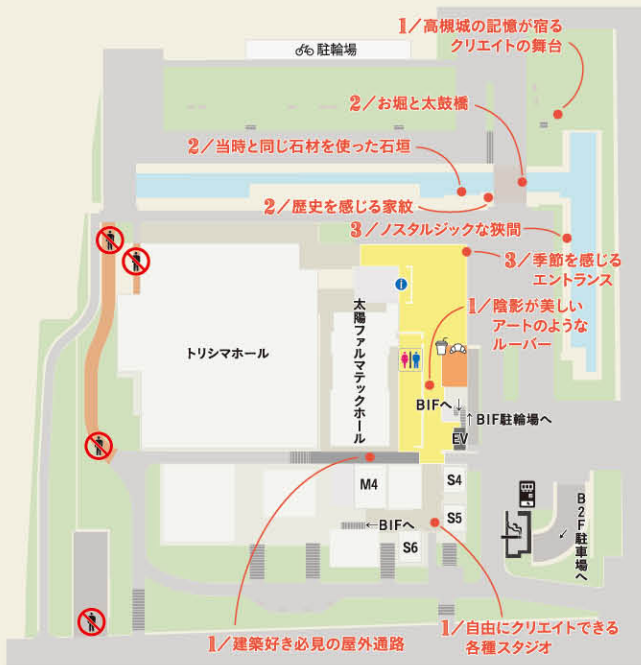 1/高槻城の記憶が宿る
クリエイトの舞台
駐輪場
2/お堀と太鼓橋
2/当時と同じ石材を使った石垣
2/歴史を感じる家紋
3/ノスタルジックな狭間
3/季節を感じる
エントランス
i
1/陰影が美しい
アートのような
ルーバー
トリシマホール
太陽ファルマテックホール
B1Fへ↓
↑B1F駐輪場へ
EV
M4
S4
S5
←B1Fへ
S6
B2F駐車場へ
1/建築好き必見の屋外通路
1/自由にクリエイトできる
各種スタジオ